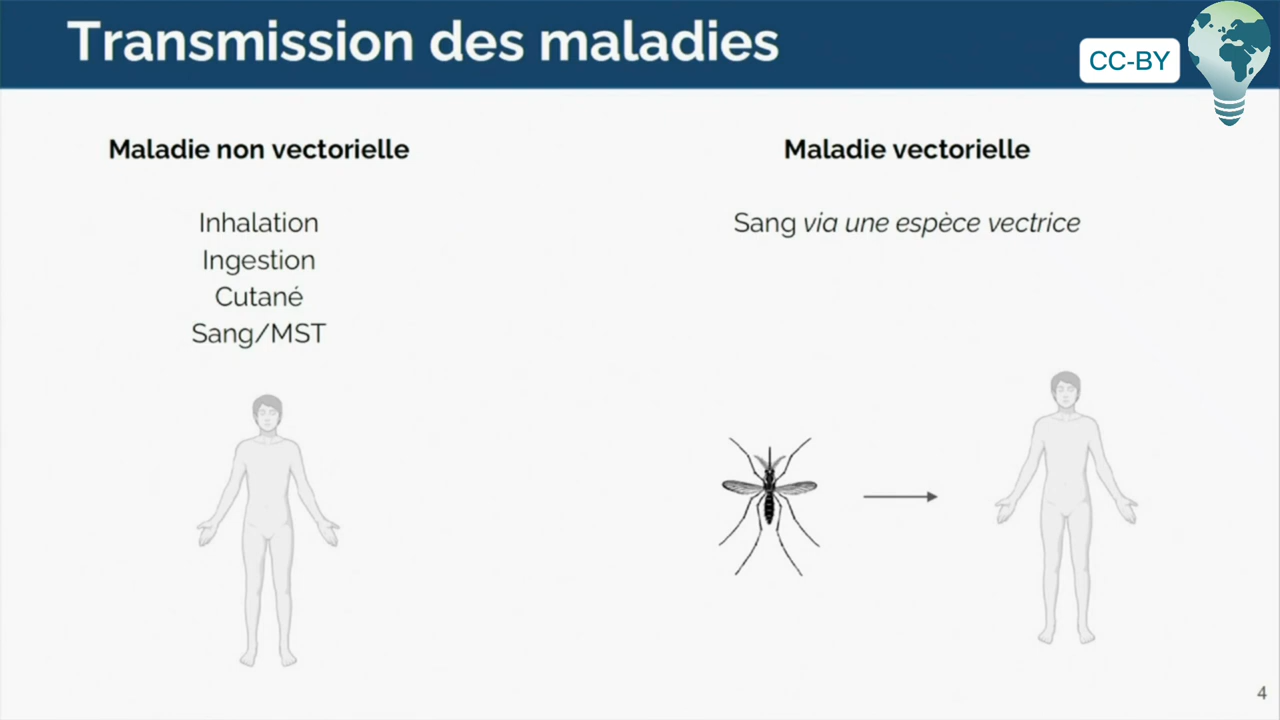 Transmission des maladies
CC-BY
Maladie non vectorielle
Inhalation
Ingestion
Cutané
Sang/MST
Maladie vectorielle
Sang via une espèce vectrice
4